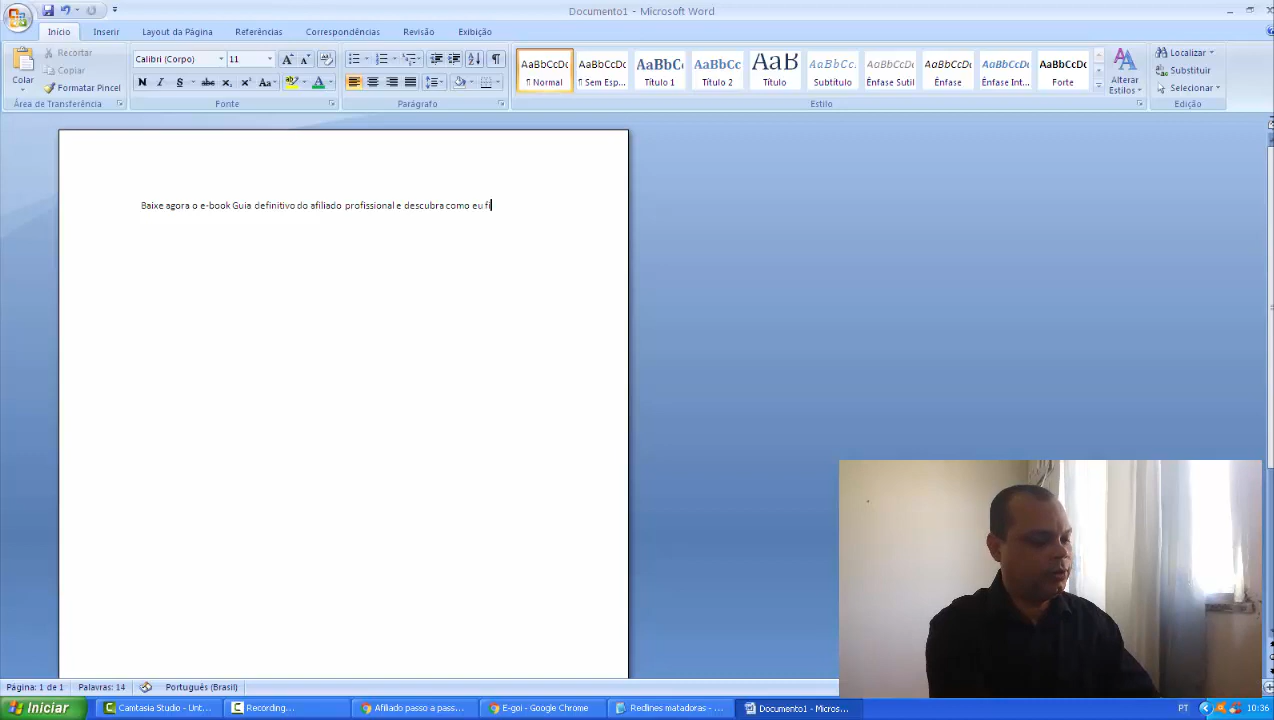 Documento1 - Microsoft Word
Início Inserir Layout da Página Referências Correspondências Revisão Exibição
Colar
Recortar
Copiar
Formatar Pincel
Área de Transferência
Calibri (Corpo) 11
N I S abc x₂ x² Aa
Fonte
Parágrafo
AaBbCcDc AaBbCcDc AaBbC AaBbCc AaB AaBbCc. AaBbCcDc AaBbCcDc AaBbCcDc AaBbCcDc
¶ Normal ¶ Sem Esp... Título 1 Título 2 Título Subtítulo Ênfase Sutil Ênfase Ênfase Int... Forte
Estilo
Alterar
Estilos
Localizar
Substituir
Selecionar
Edição
Baixe agora o e-book Guia definitivo do afiliado profissional e descubra como eu fi
Página: 1 de 1 Palavras: 14 Português (Brasil)
Iniciar Camtasia Studio - Unt... Recording... Afiliado passo a pass... E-goi - Google Chrome Redlines matadoras - ... Documento1 - Micros... PT 10:36